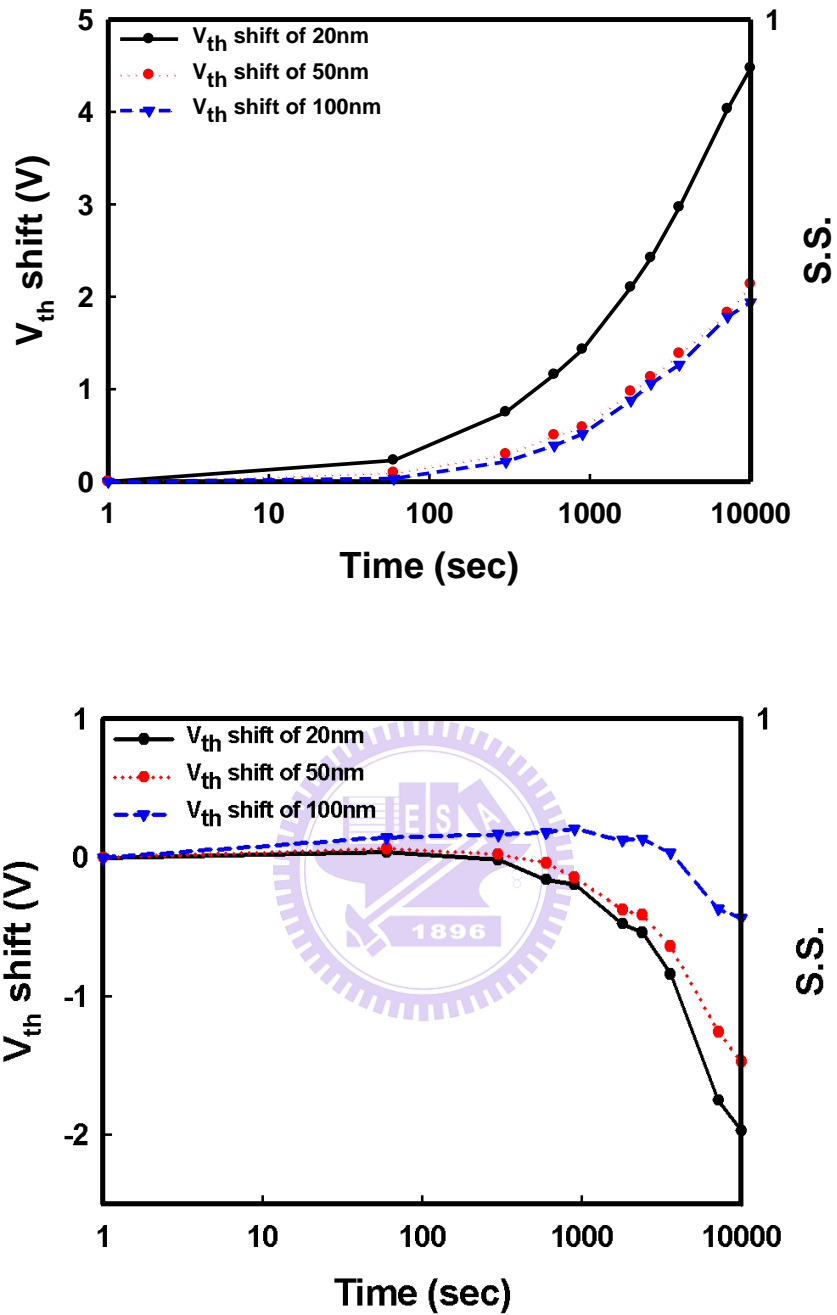 5
1
V_th shift of 20nm
V_th shift of 50nm
V_th shift of 100nm
4
3
2
1
0
V_th shift (V)
S.S.
1 10 100 1000 10000
Time (sec)
1
1
V_th shift of 20nm
V_th shift of 50nm
V_th shift of 100nm
E S A
1896
0
-1
-2
V_th shift (V)
S.S.
1 10 100 1000 10000
Time (sec)